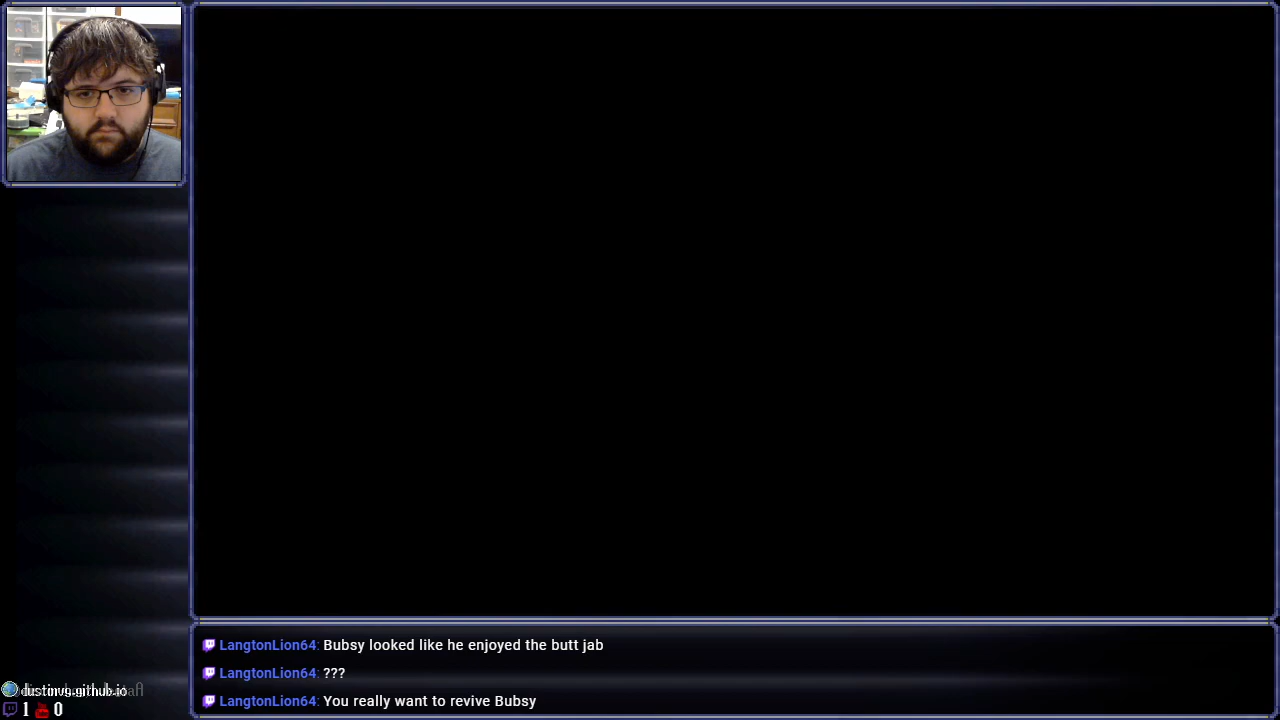 LangtonLion64: Bubsy looked like he enjoyed the butt jab
LangtonLion64: ???
LangtonLion64: You really want to revive Bubsy
dustinvg.github.io
1 0